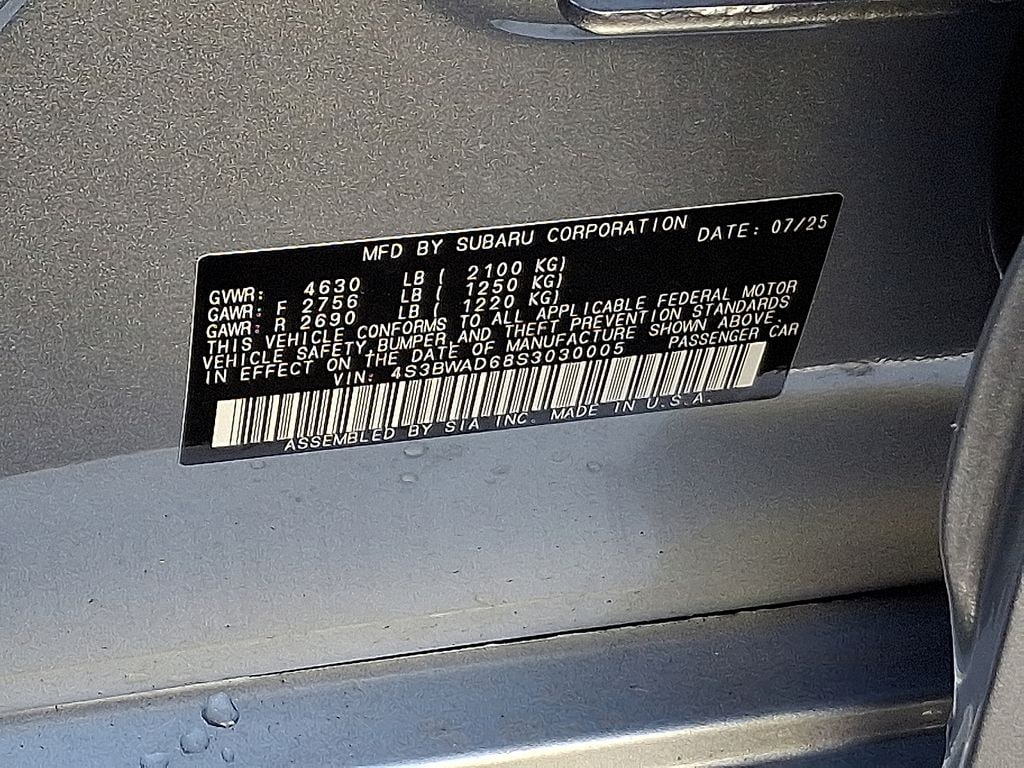 MFD BY SUBARU CORPORATION DATE: 07/25
GVWR: 4630 LB ( 2100 KG)
GAWR: F 2756 LB ( 1250 KG)
GAWR: R 2690 LB ( 1220 KG)
THIS VEHICLE CONFORMS TO ALL APPLICABLE FEDERAL MOTOR
VEHICLE SAFETY, BUMPER, AND THEFT PREVENTION STANDARDS
IN EFFECT ON THE DATE OF MANUFACTURE SHOWN ABOVE.
VIN: 4S3BWAD68S3030005 PASSENGER CAR
ASSEMBLED BY SIA INC. MADE IN U.S.A.